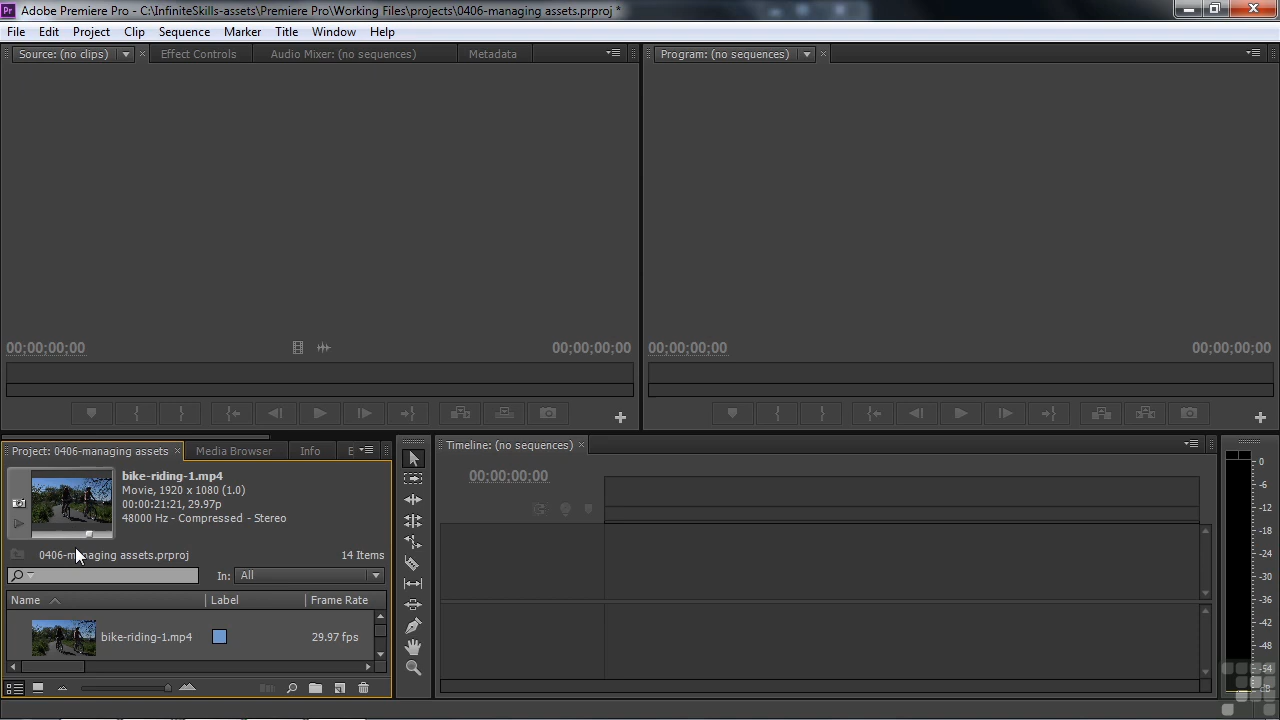 Pr Adobe Premiere Pro - C:\InfiniteSkills-assets\Premiere Pro\Working Files\projects\0406-managing assets.prproj *
File Edit Project Clip Sequence Marker Title Window Help
Source: (no clips) Effect Controls Audio Mixer: (no sequences) Metadata
Program: (no sequences)
00;00;00;00 00;00;00;00
00;00;00;00 00;00;00;00
Project: 0406-managing assets Media Browser Info E
Timeline: (no sequences)
bike-riding-1.mp4
Movie, 1920 x 1080 (1.0)
00:00:21:21, 29.97p
48000 Hz - Compressed - Stereo
00;00;00;00
0406-managing assets.prproj 14 Items
In: All
Name Label Frame Rate
bike-riding-1.mp4 29.97 fps
0
-6
-12
-18
-24
-30
-36
-42
-48
-54
dB